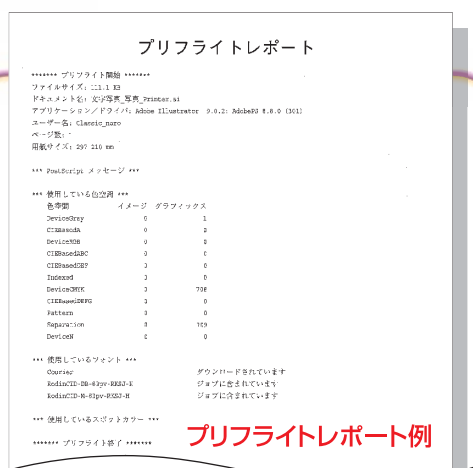 プリフライトレポート
******* プリフライト開始 *******
ファイルサイズ: 111.1 KB
ドキュメント名: 文字写真_写真_Printer.ai
アプリケーション/ドライバ: Adobe Illustrator 9.0.2: AdobePS 8.8.0 (301)
ユーザー名: Classic_naro
ページ数:
用紙サイズ: 297 210 mm
*** PostScript メッセージ ***
*** 使用している色空間 ***
色空間 イメージ グラフィックス
DeviceGray 0 1
CIEBasedA 0 0
DeviceRGB 0 0
CIEBasedABC 0 0
CIEBasedDEF 0
Indexed 0
DeviceCMYK 708
CIEBasedDEFG 0
Pattern 0
Separation 0 709
DeviceN 0 0
*** 使用しているフォント ***
Courier ダウンロードされています
RodinCID-DB-83pv-RKSJ-H ジョブに含まれています
RodinCID-M-83pv-RKSJ-H ジョブに含まれています
*** 使用しているスポットカラー ***
******* プリフライト終了 *******
プリフライトレポート例